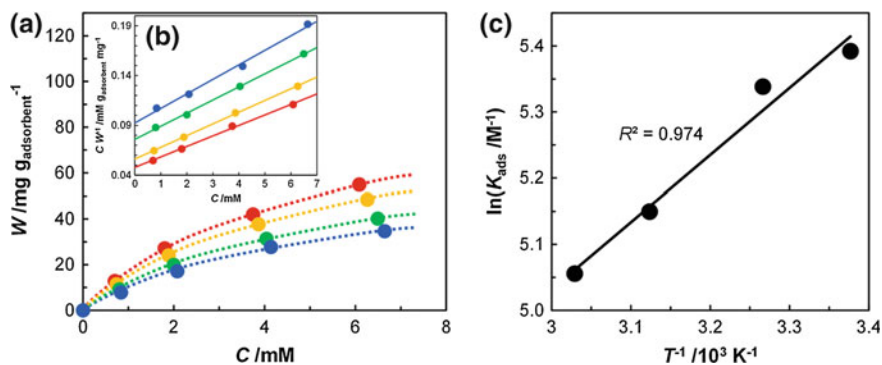 (a)
W/mg g_adsorbent⁻¹
120
100
80
60
40
20
0
0 2 4 6 8
C /mM
(b)
C W⁻¹ /mM g_adsorbent mg⁻¹
0.19
0.14
0.09
0.04
0 1 2 3 4 5 6 7
C /mM
(c)
ln(K_ads /M⁻¹)
5.4
5.3
5.2
5.1
5.0
R² = 0.974
3 3.1 3.2 3.3 3.4
T⁻¹ /10³ K⁻¹